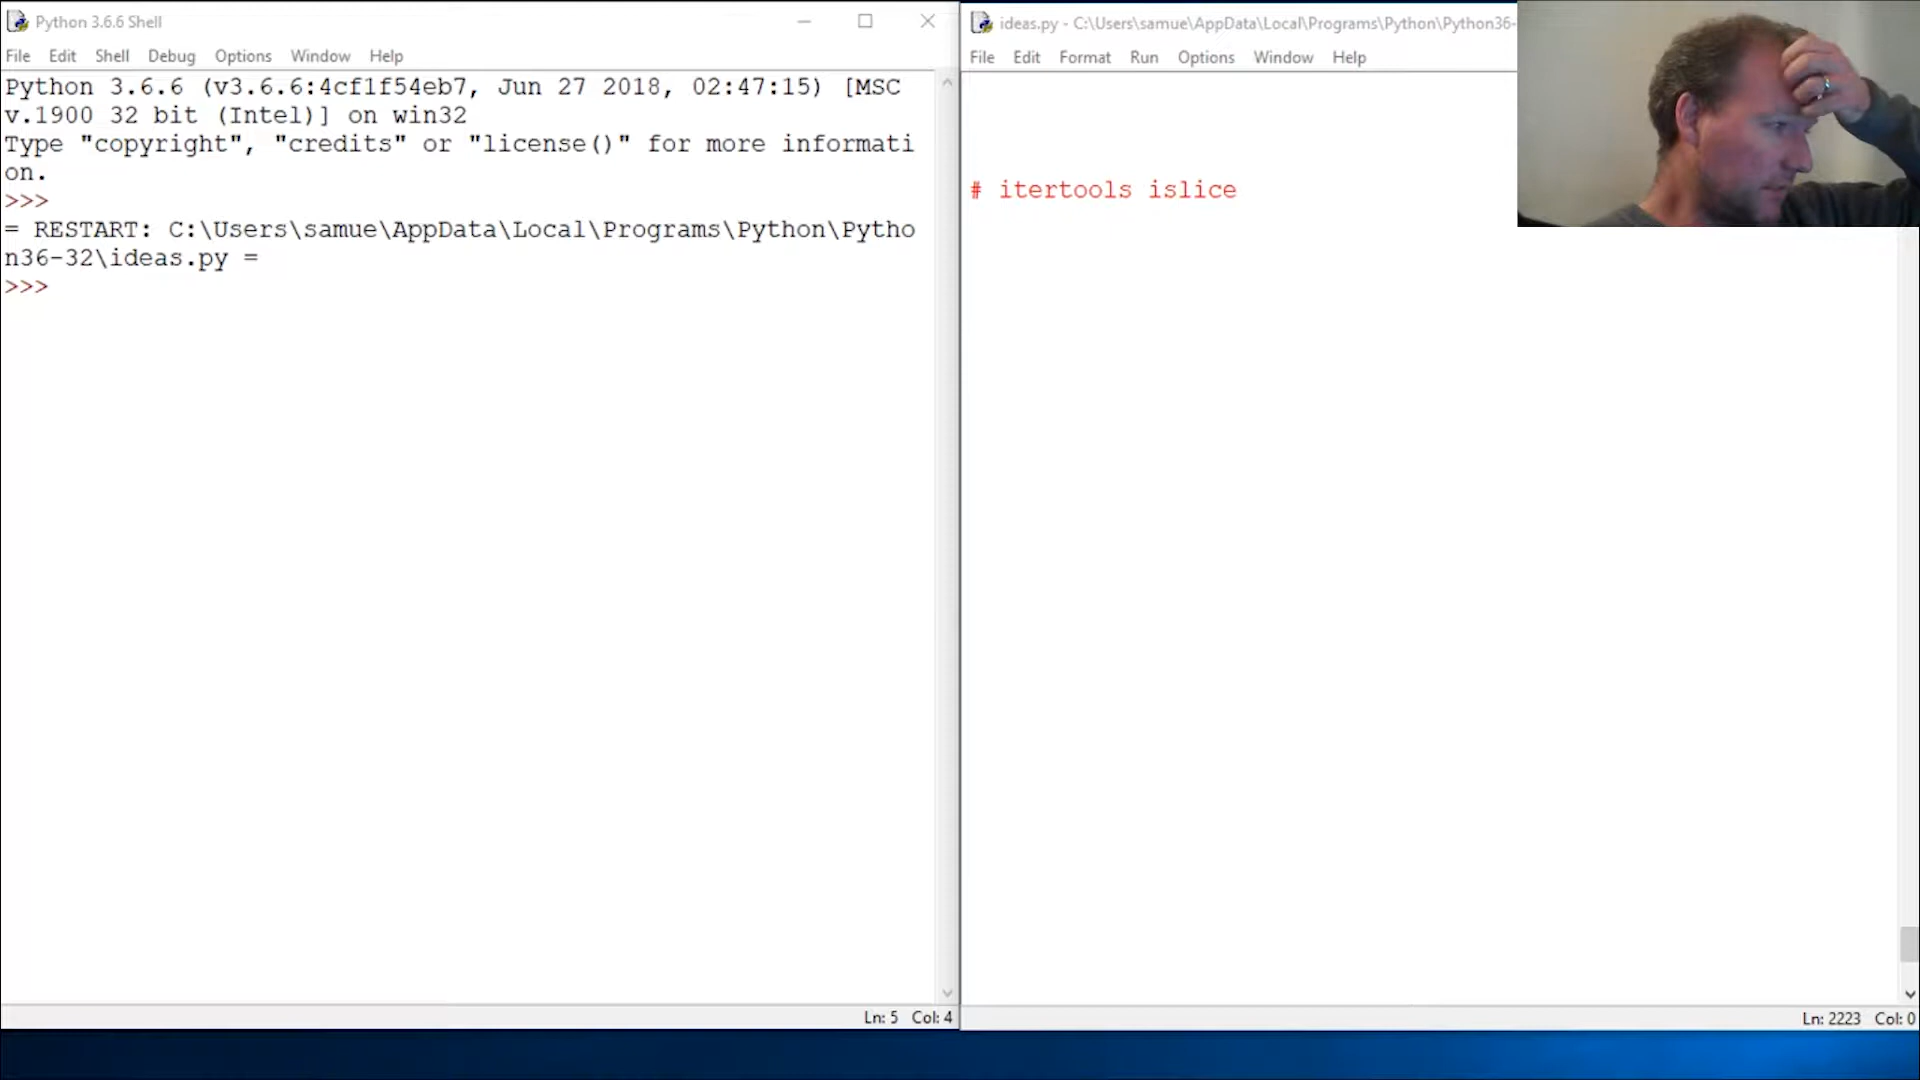 Python 3.6.6 Shell
File Edit Shell Debug Options Window Help
Python 3.6.6 (v3.6.6:4cf1f54eb7, Jun 27 2018, 02:47:15) [MSC
v.1900 32 bit (Intel)] on win32
Type "copyright", "credits" or "license()" for more informati
on.
>>>
= RESTART: C:\Users\samue\AppData\Local\Programs\Python\Pytho
n36-32\ideas.py =
>>>
Ln: 5 Col: 4
ideas.py - C:\Users\samue\AppData\Local\Programs\Python\Python36-
File Edit Format Run Options Window Help
# itertools islice
Ln: 2223 Col: 0